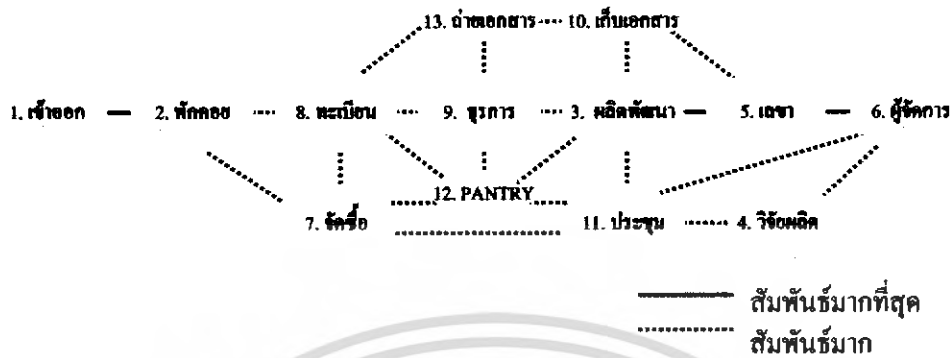 13. ถ่ายเอกสาร 10. เก็บเอกสาร
1. เข้าออก 2. พักคอย 8. ทะเบียน 9. ธุรการ 3. ผลิตพัฒนา 5. เลขา 6. ผู้จัดการ
12. PANTRY
7. จัดซื้อ 11. ประชุม 4. วิจัยผลิต
สัมพันธ์มากที่สุด
สัมพันธ์มาก